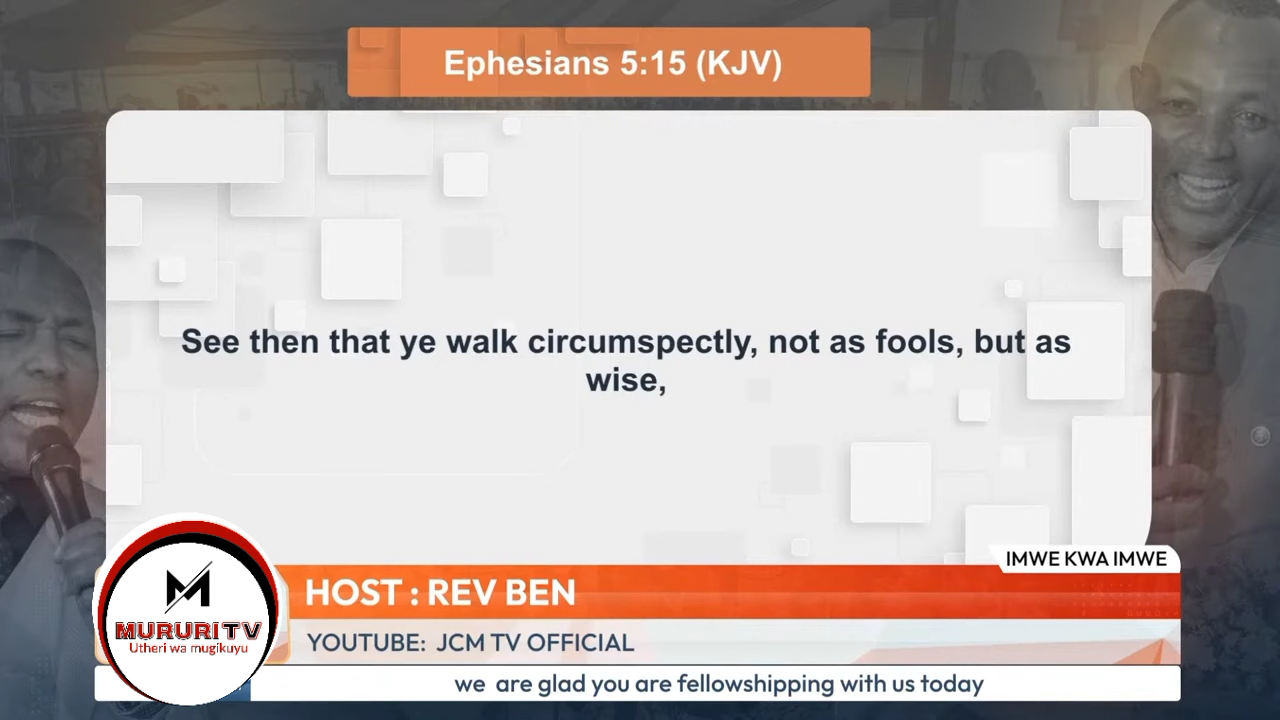 Ephesians 5:15 (KJV)
See then that ye walk circumspectly, not as fools, but as
wise,
IMWE KWA IMWE
HOST : REV BEN
MURURI TV
Utheri wa mugikuyu
YOUTUBE: JCM TV OFFICIAL
we are glad you are fellowshipping with us today